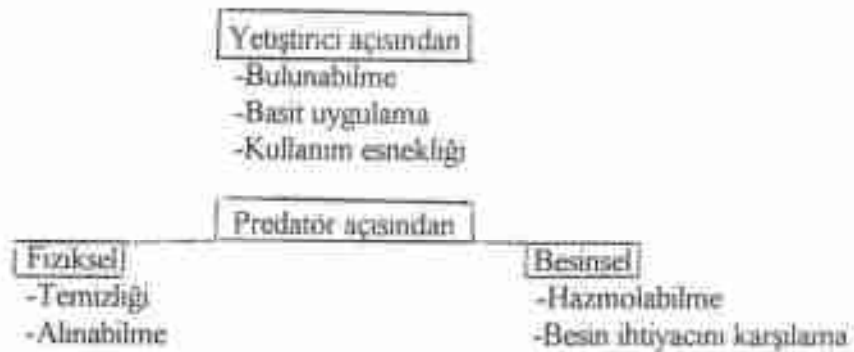 Yetiştirici açısından
-Bulunabilme
-Basit uygulama
-Kullanım esnekliği
Predatör açısından
Fiziksel
-Temizliği
-Alınabilme
Besinsel
-Hazmolabilme
-Besin ihtiyacını karşılama